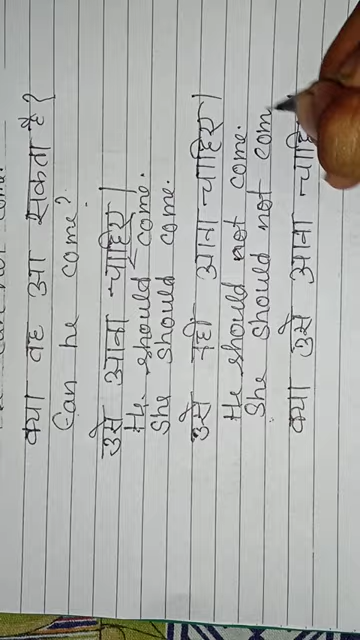 क्या वह आ सकता है?
Can he come?
उसे आना चाहिए|
He should come.
She should come.
उसे नहीं आना चाहिए|
He should not come.
She should not com
क्या उसे आना